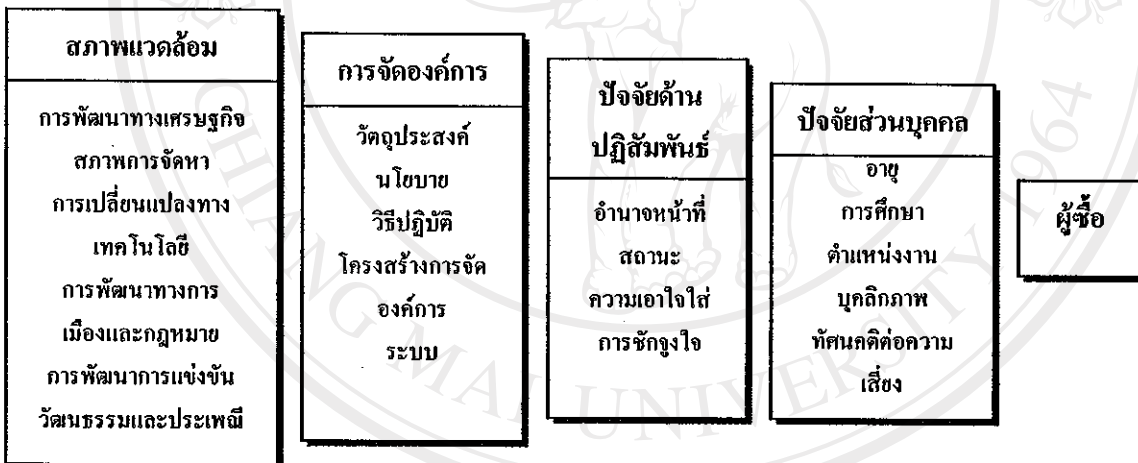 สภาพแวดล้อม
การพัฒนาทางเศรษฐกิจ
สภาพการจัดหา
การเปลี่ยนแปลงทาง
เทคโนโลยี
การพัฒนาทางการ
เมืองและกฎหมาย
การพัฒนาการแข่งขัน
วัฒนธรรมและประเพณี
การจัดองค์การ
วัตถุประสงค์
นโยบาย
วิธีปฏิบัติ
โครงสร้างการจัด
องค์การ
ระบบ
ปัจจัยด้าน
ปฏิสัมพันธ์
อำนาจหน้าที่
สถานะ
ความเอาใจใส่
การชักจูงใจ
ปัจจัยส่วนบุคคล
อายุ
การศึกษา
ตำแหน่งงาน
บุคลิกภาพ
ทัศนคติต่อความ
เสี่ยง
ผู้ซื้อ
CHIANG MAI UNIVERSITY 1964